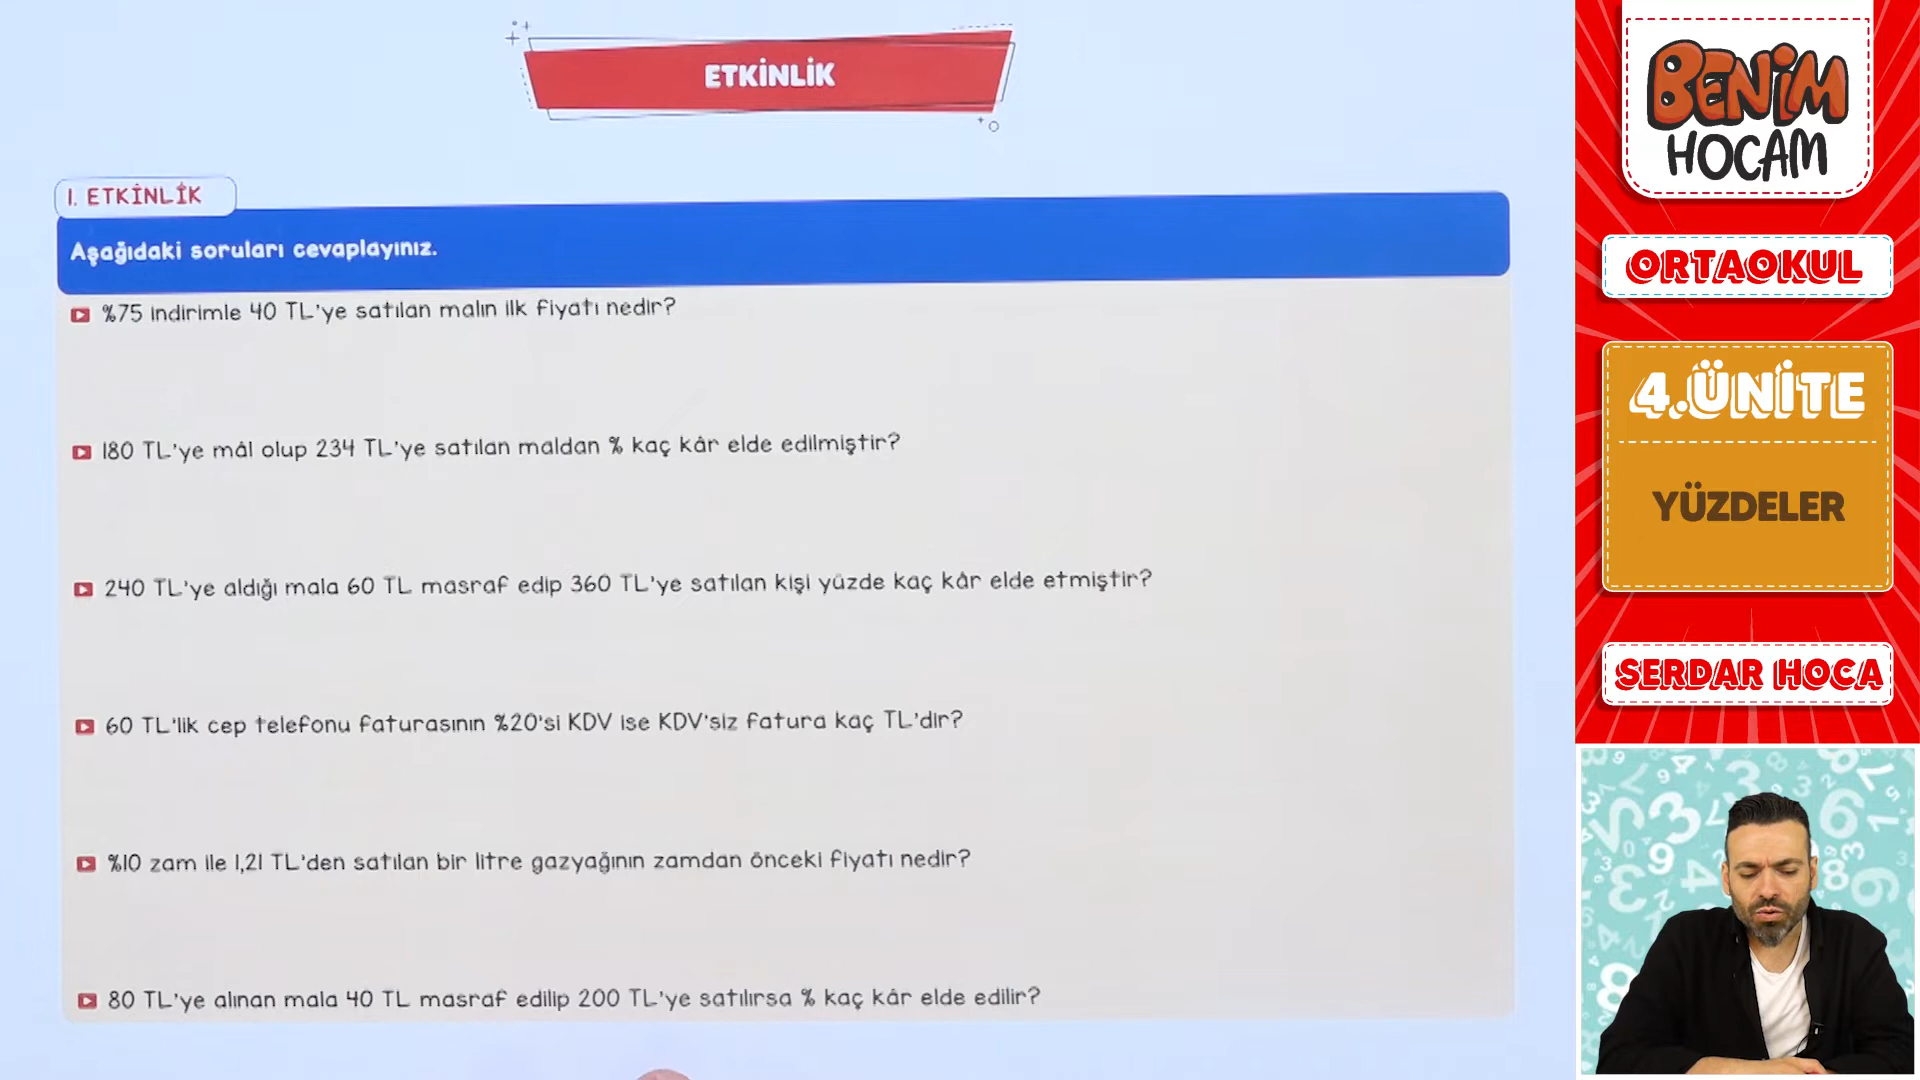 ETKİNLİK
1. ETKİNLİK
Aşağıdaki soruları cevaplayınız.
%75 indirimle 40 TL'ye satılan malın ilk fiyatı nedir?
180 TL'ye mâl olup 234 TL'ye satılan maldan % kaç kâr elde edilmiştir?
240 TL'ye aldığı mala 60 TL masraf edip 360 TL'ye satılan kişi yüzde kaç kâr elde etmiştir?
60 TL'lik cep telefonu faturasının %20'si KDV ise KDV'siz fatura kaç TL'dir?
%10 zam ile 1,21 TL'den satılan bir litre gazyağının zamdan önceki fiyatı nedir?
80 TL'ye alınan mala 40 TL masraf edilip 200 TL'ye satılırsa % kaç kâr elde edilir?
BENİM
HOCAM
ORTAOKUL
4.ÜNİTE
YÜZDELER
SERDAR HOCA